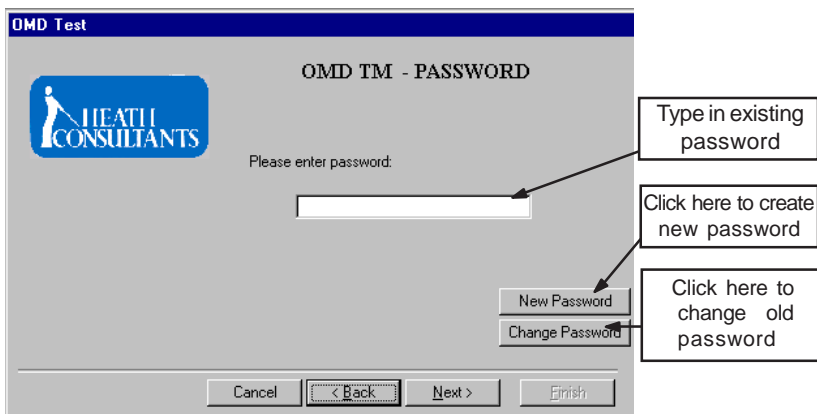 OMD Test
OMD TM - PASSWORD
HEATH
CONSULTANTS
Please enter password:
Type in existing
password
Click here to create
new password
New Password
Click here to
change old
password
Change Password
Cancel
< Back
Next >
Finish